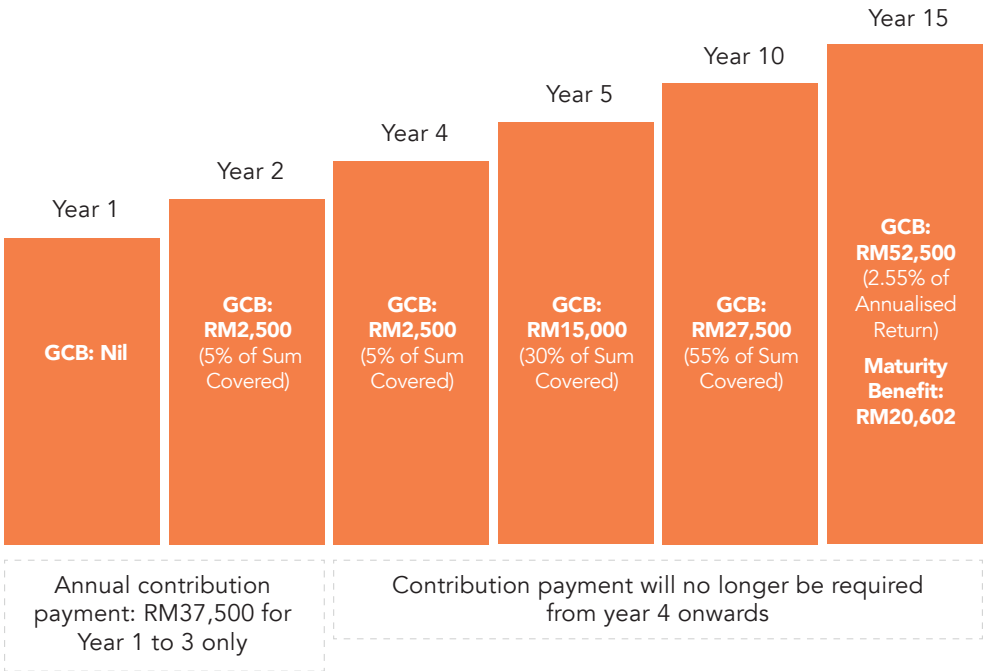 Year 1
GCB: Nil
Year 2
GCB:
RM2,500
(5% of Sum
Covered)
Year 4
GCB:
RM2,500
(5% of Sum
Covered)
Year 5
GCB:
RM15,000
(30% of Sum
Covered)
Year 10
GCB:
RM27,500
(55% of Sum
Covered)
Year 15
GCB:
RM52,500
(2.55% of
Annualised
Return)
Maturity
Benefit:
RM20,602
Annual contribution
payment: RM37,500 for
Year 1 to 3 only
Contribution payment will no longer be required
from year 4 onwards